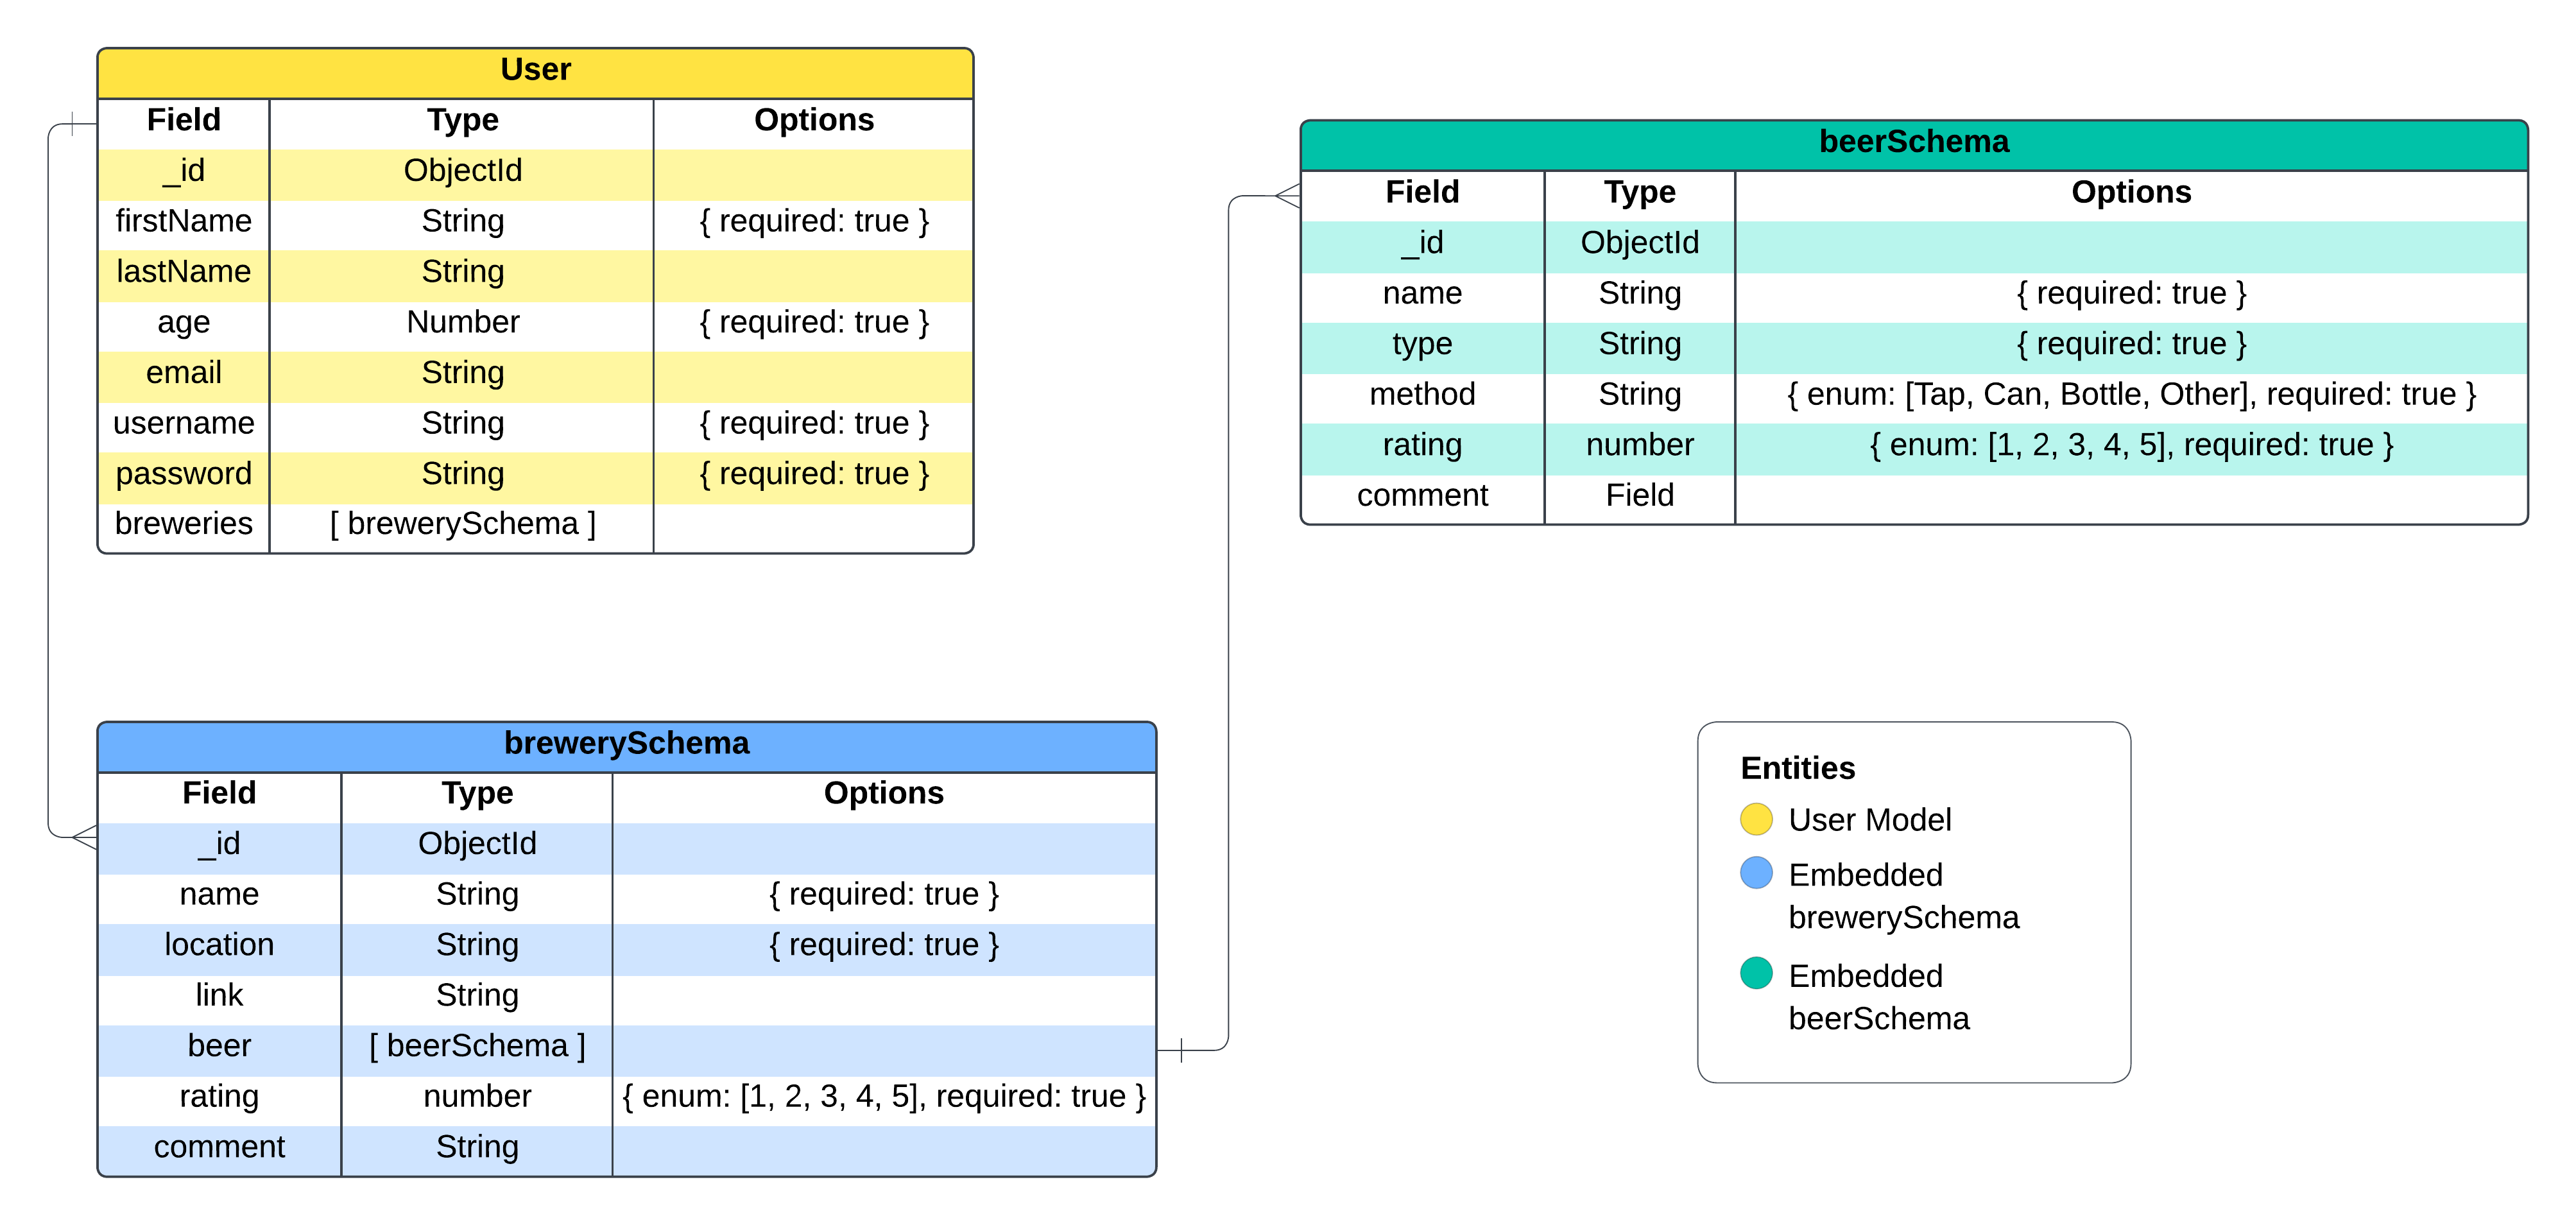 User
Field Type Options
_id ObjectId
firstName String { required: true }
lastName String
age Number { required: true }
email String
username String { required: true }
password String { required: true }
breweries [ brewerySchema ]
beerSchema
Field Type Options
_id ObjectId
name String { required: true }
type String { required: true }
method String { enum: [Tap, Can, Bottle, Other], required: true }
rating number { enum: [1, 2, 3, 4, 5], required: true }
comment Field
brewerySchema
Field Type Options
_id ObjectId
name String { required: true }
location String { required: true }
link String
beer [ beerSchema ]
rating number { enum: [1, 2, 3, 4, 5], required: true }
comment String
Entities
User Model
Embedded
brewerySchema
Embedded
beerSchema